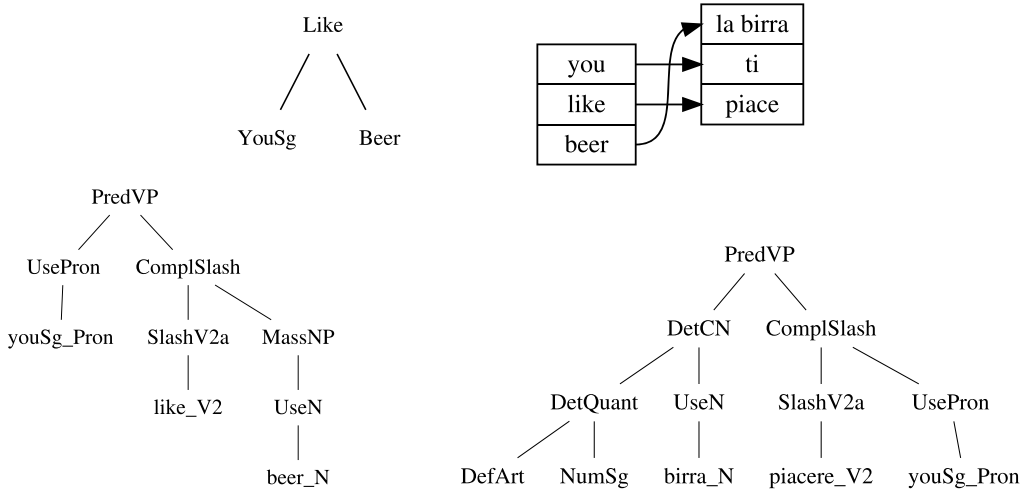 Like
YouSg Beer
you
like
beer
la birra
ti
piace
PredVP
UsePron ComplSlash
youSg_Pron SlashV2a MassNP
like_V2 UseN
beer_N
PredVP
DetCN ComplSlash
DetQuant UseN SlashV2a UsePron
DefArt NumSg birra_N piacere_V2 youSg_Pron